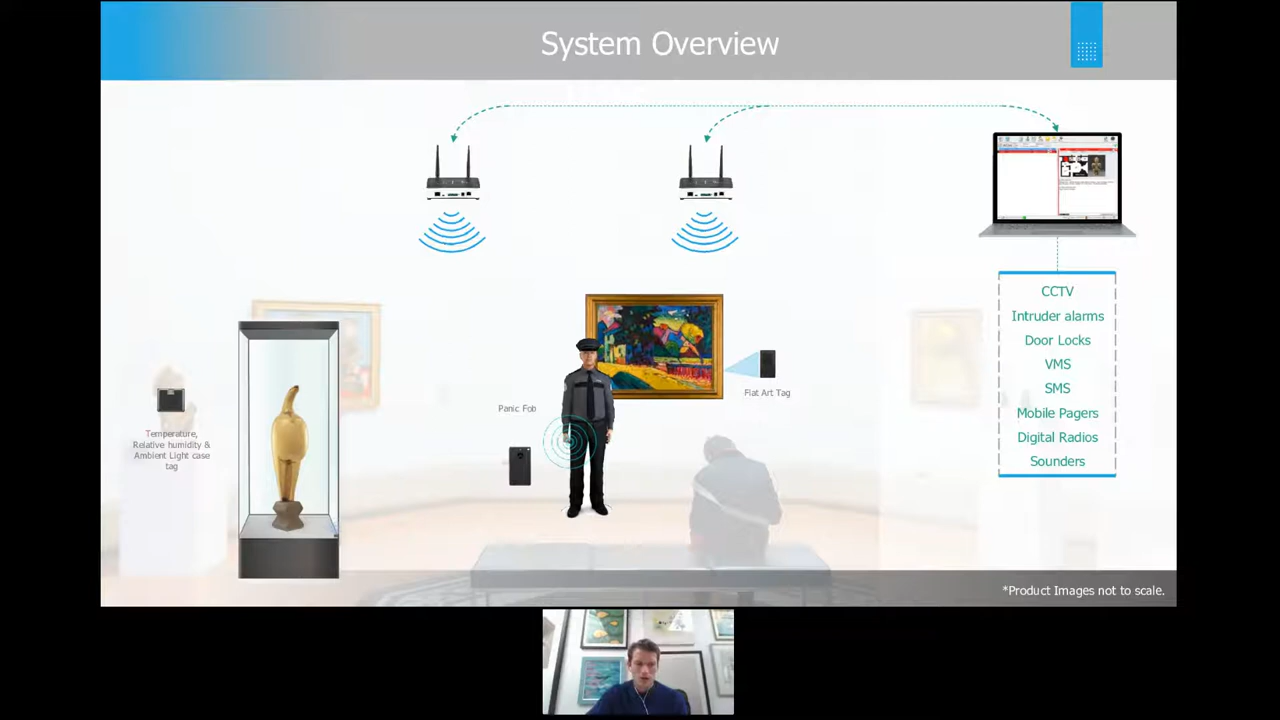 System Overview
CCTV
Intruder alarms
Door Locks
VMS
SMS
Mobile Pagers
Digital Radios
Sounders
Flat Art Tag
Panic Fob
Temperature,
Relative humidity &
Ambient Light case
tag
*Product Images not to scale.